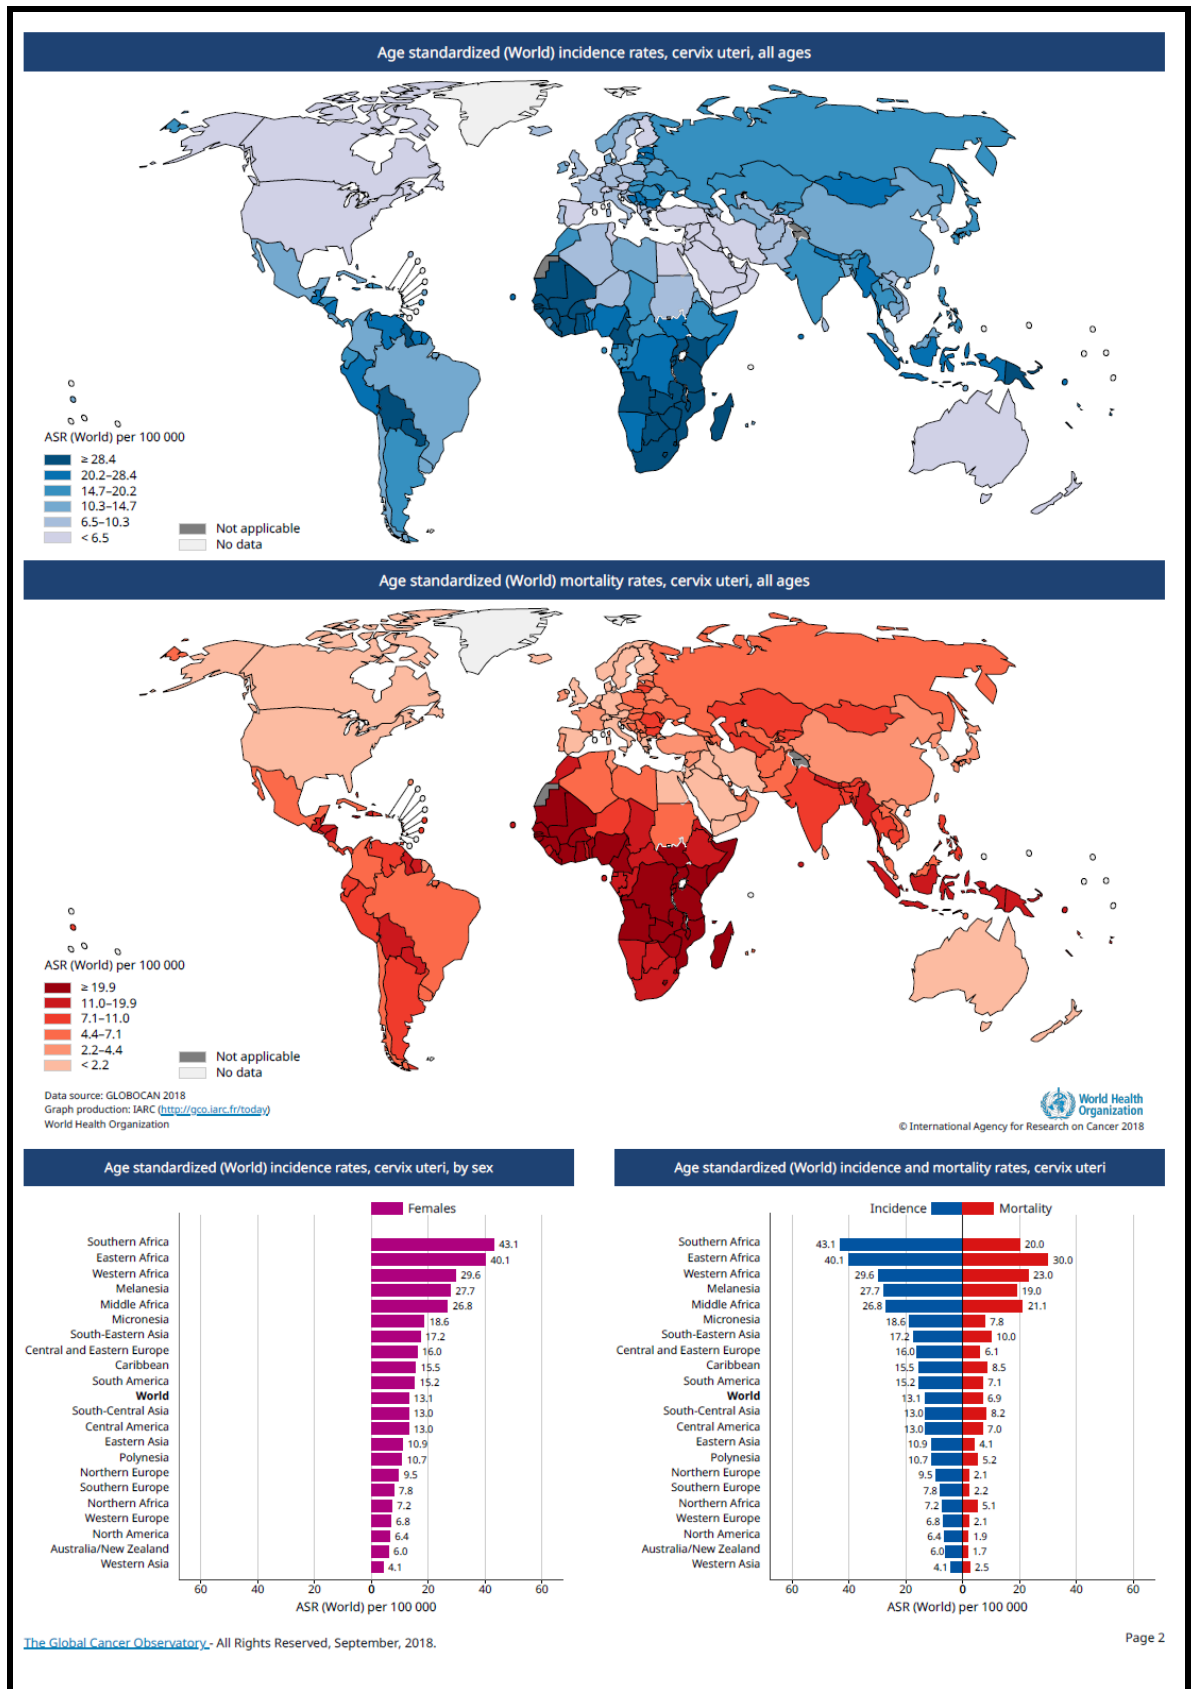 Age standardized (World) incidence rates, cervix uteri, all ages
ASR (World) per 100 000
≥ 28.4
20.2–28.4
14.7–20.2
10.3–14.7
6.5–10.3
< 6.5
Not applicable
No data
Age standardized (World) mortality rates, cervix uteri, all ages
ASR (World) per 100 000
≥ 19.9
11.0–19.9
7.1–11.0
4.4–7.1
2.2–4.4
< 2.2
Not applicable
No data
Data source: GLOBOCAN 2018
Graph production: IARC (http://gco.iarc.fr/today)
World Health Organization
World Health
Organization
© International Agency for Research on Cancer 2018
Age standardized (World) incidence rates, cervix uteri, by sex
Females
Southern Africa 43.1
Eastern Africa 40.1
Western Africa 29.6
Melanesia 27.7
Middle Africa 26.8
Micronesia 18.6
South-Eastern Asia 17.2
Central and Eastern Europe 16.0
Caribbean 15.5
South America 15.2
World 13.1
South-Central Asia 13.0
Central America 13.0
Eastern Asia 10.9
Polynesia 10.7
Northern Europe 9.5
Southern Europe 7.8
Northern Africa 7.2
Western Europe 6.8
North America 6.4
Australia/New Zealand 6.0
Western Asia 4.1
60 40 20 0 20 40 60
ASR (World) per 100 000
Age standardized (World) incidence and mortality rates, cervix uteri
Incidence Mortality
Southern Africa 43.1 20.0
Eastern Africa 40.1 30.0
Western Africa 29.6 23.0
Melanesia 27.7 19.0
Middle Africa 26.8 21.1
Micronesia 18.6 7.8
South-Eastern Asia 17.2 10.0
Central and Eastern Europe 16.0 6.1
Caribbean 15.5 8.5
South America 15.2 7.1
World 13.1 6.9
South-Central Asia 13.0 8.2
Central America 13.0 7.0
Eastern Asia 10.9 4.1
Polynesia 10.7 5.2
Northern Europe 9.5 2.1
Southern Europe 7.8 2.2
Northern Africa 7.2 5.1
Western Europe 6.8 2.1
North America 6.4 1.9
Australia/New Zealand 6.0 1.7
Western Asia 4.1 2.5
60 40 20 0 20 40 60
ASR (World) per 100 000
The Global Cancer Observatory - All Rights Reserved, September, 2018.
Page 2